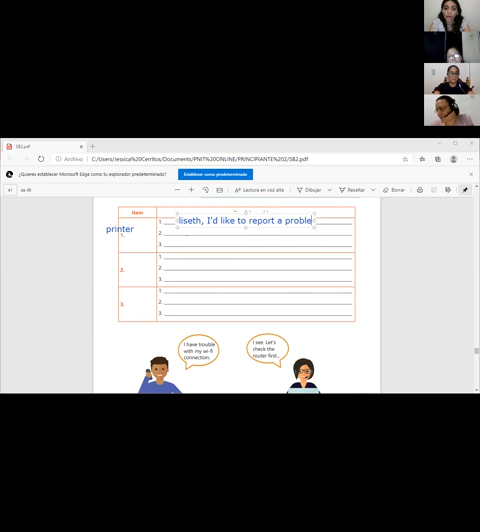 SB2.pdf
C:/Users/Jessica%20Cerritos/Documents/PNIT%20ONLINE/PRINCIPIANTE%202/SB2.pdf
¿Quieres establecer Microsoft Edge como tu explorador predeterminado?
Establecer como predeterminado
41 de 49
Lectura en voz alta
Dibujar
Resaltar
Borrar
Item
printer
1.
1.
liseth, I'd like to report a proble
2.
3.
2.
1.
2.
3.
3.
1.
2.
3.
I have trouble
with my wi-fi
connection.
I see. Let's
check the
router first..